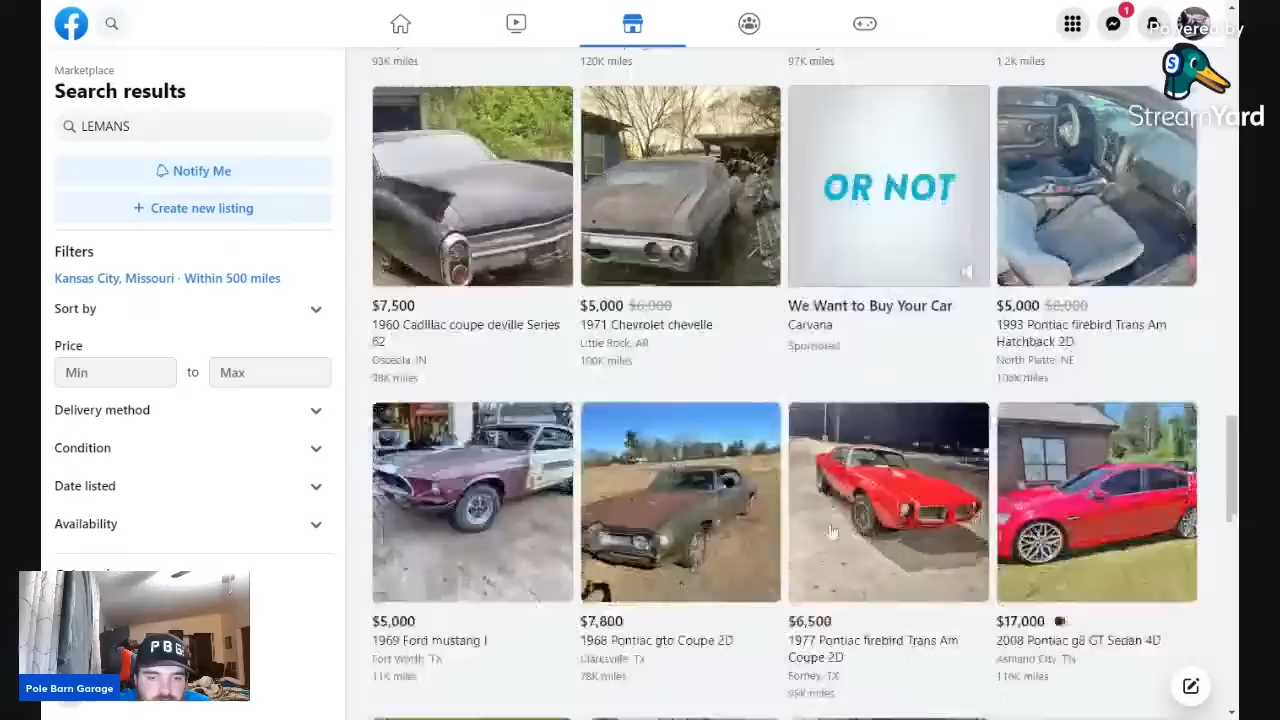 1
Powered by
S
StreamYard
Marketplace
Search results
LEMANS
Notify Me
+ Create new listing
Filters
Kansas City, Missouri · Within 500 miles
Sort by
Price
Min
to
Max
Delivery method
Condition
Date listed
Availability
93K miles
120K miles
97K miles
1.2K miles
OR NOT
$7,500
1960 Cadillac coupe deville Series
62
Osceola, IN
98K miles
$5,000 $6,000
1971 Chevrolet chevelle
Little Rock, AR
100K miles
We Want to Buy Your Car
Carvana
Sponsored
$5,000 $8,000
1993 Pontiac firebird Trans Am
Hatchback 2D
North Platte, NE
$5,000
1969 Ford mustang I
Fort Worth, TX
11K miles
$7,800
1968 Pontiac gto Coupe 2D
Clarksville, TX
78K miles
$6,500
1977 Pontiac firebird Trans Am
Coupe 2D
Forney, TX
$17,000
2008 Pontiac g8 GT Sedan 4D
Ashland City, TN
116K miles
PBG
Pole Barn Garage